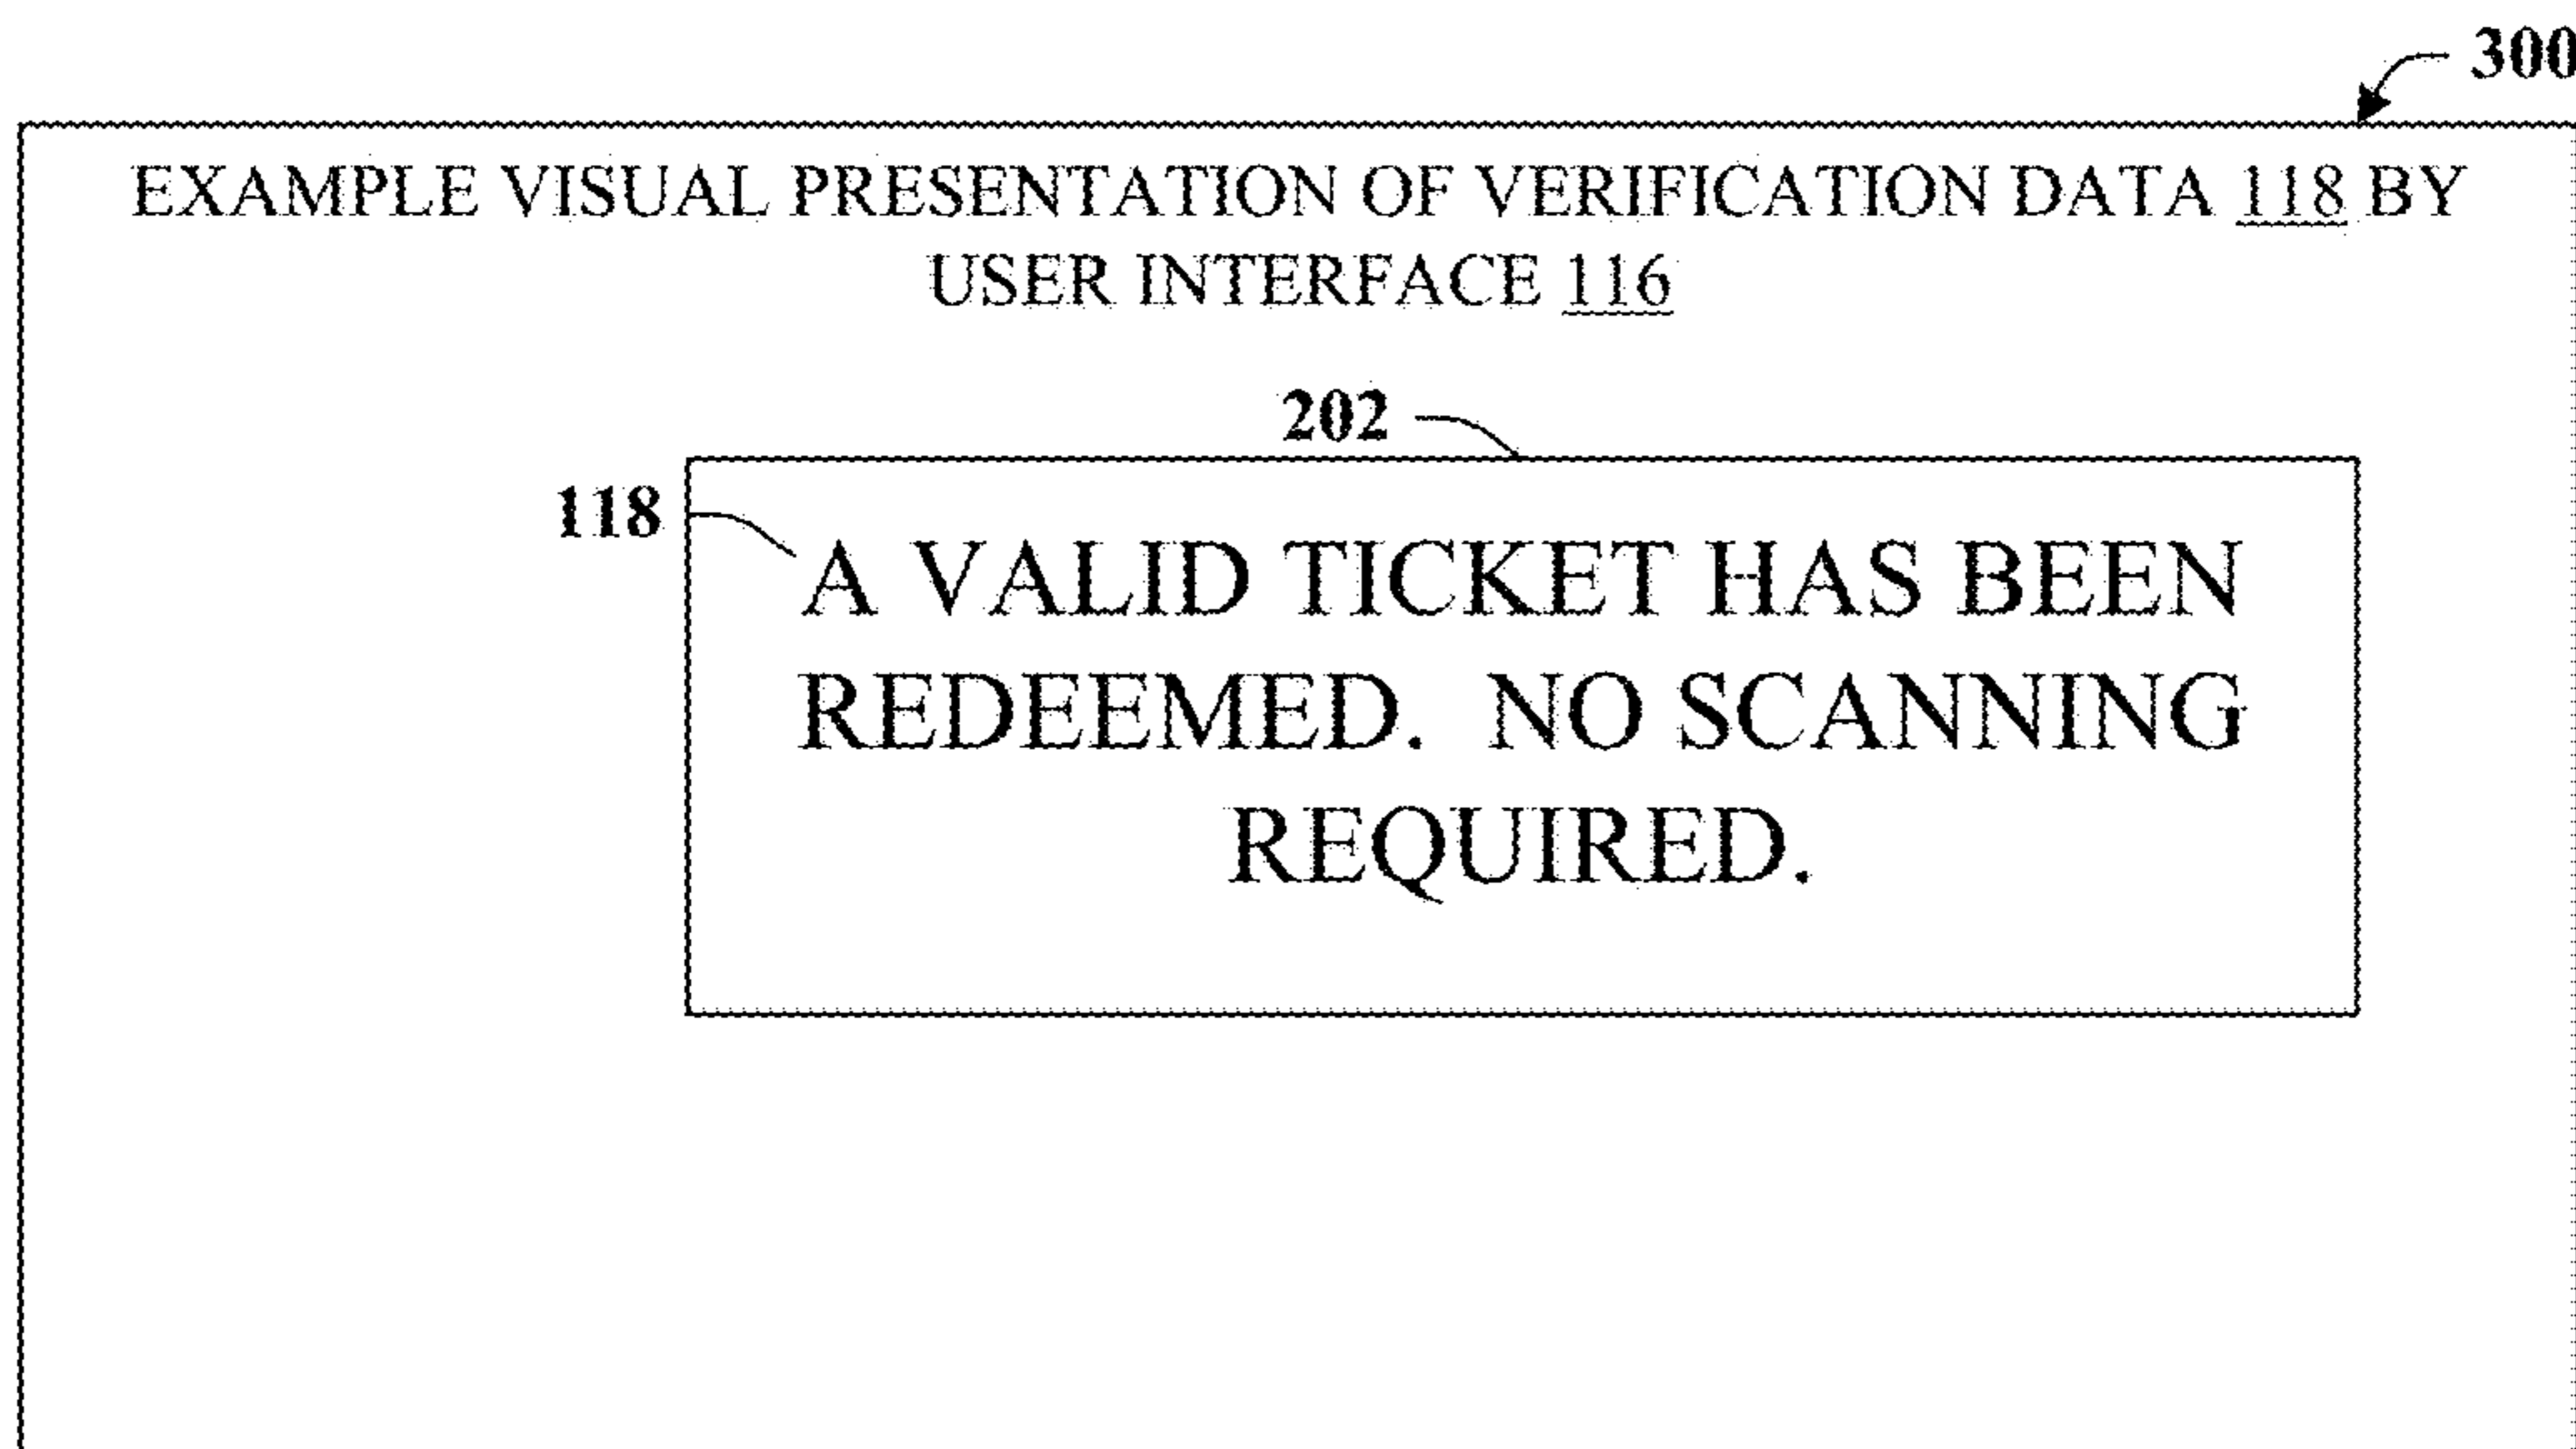 300
EXAMPLE VISUAL PRESENTATION OF VERIFICATION DATA 118 BY
USER INTERFACE 116
202
118
A VALID TICKET HAS BEEN
REDEEMED. NO SCANNING
REQUIRED.